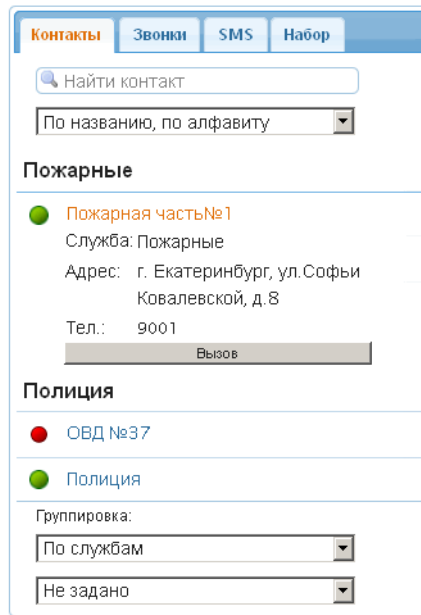 Контакты Звонки SMS Набор
Найти контакт
По названию, по алфавиту
Пожарные
Пожарная часть№1
Служба: Пожарные
Адрес: г. Екатеринбург, ул.Софьи
Ковалевской, д.8
Тел.: 9001
Вызов
Полиция
ОВД №37
Полиция
Группировка:
По службам
Не задано